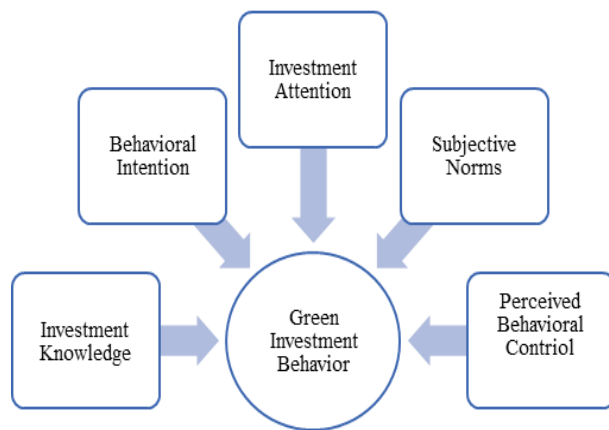 Investment
Attention
Behavioral
Intention
Subjective
Norms
Investment
Knowledge
Green
Investment
Behavior
Perceived
Behavioral
Contriol